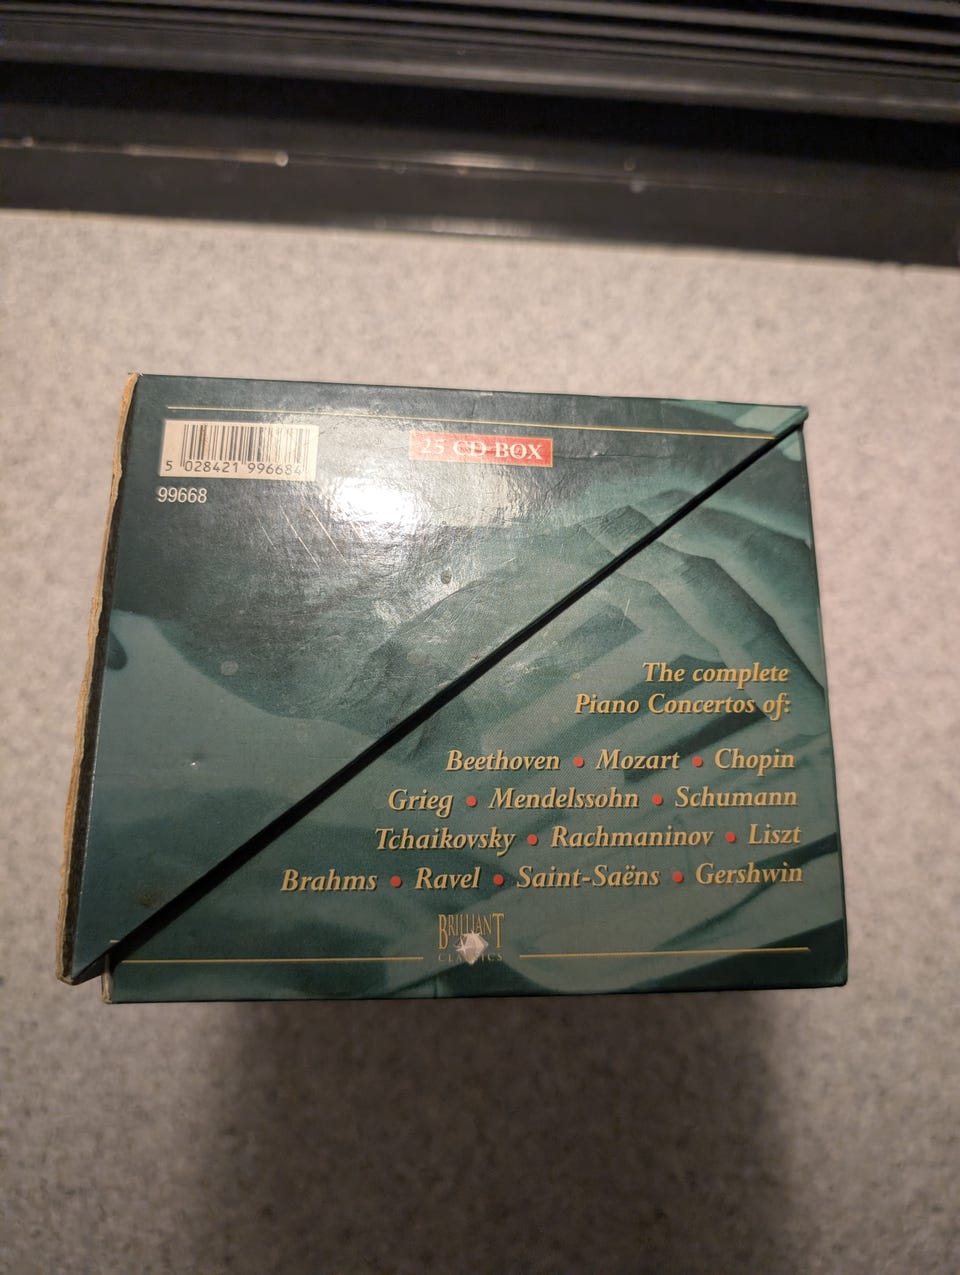 25 CD BOX
5 028421 996684
99668
The complete
Piano Concertos of:
Beethoven • Mozart • Chopin
Grieg • Mendelssohn • Schumann
Tchaikovsky • Rachmaninov • Liszt
Brahms • Ravel • Saint-Saëns • Gershwin
BRILLIANT
CLASSICS